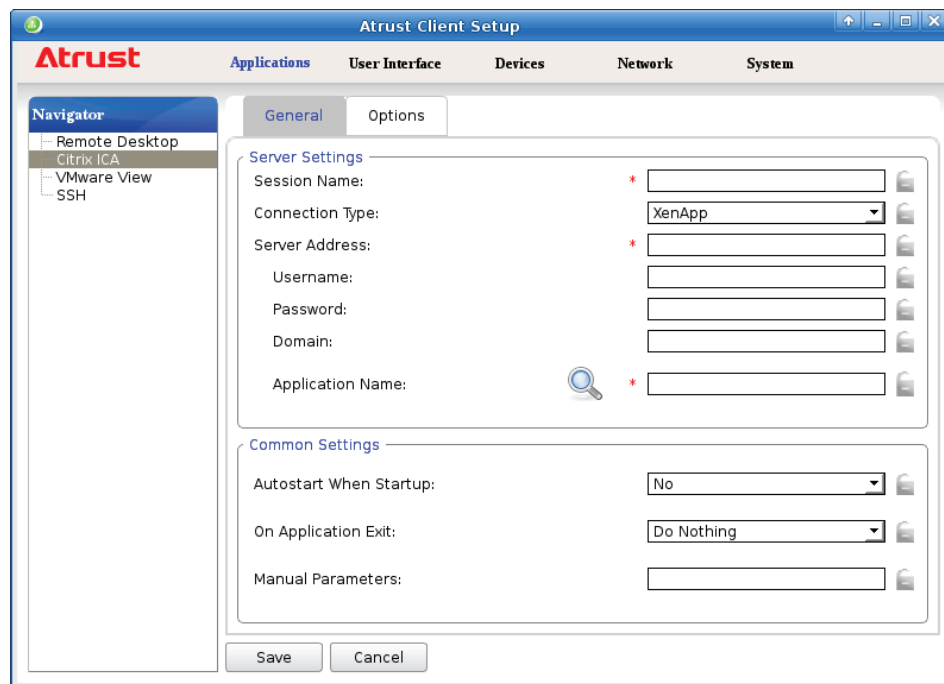 Atrust Client Setup
Atrust
Applications User Interface Devices Network System
Navigator
Remote Desktop
Citrix ICA
VMware View
SSH
General Options
Server Settings
Session Name: *
Connection Type: XenApp
Server Address: *
Username:
Password:
Domain:
Application Name: *
Common Settings
Autostart When Startup: No
On Application Exit: Do Nothing
Manual Parameters:
Save Cancel